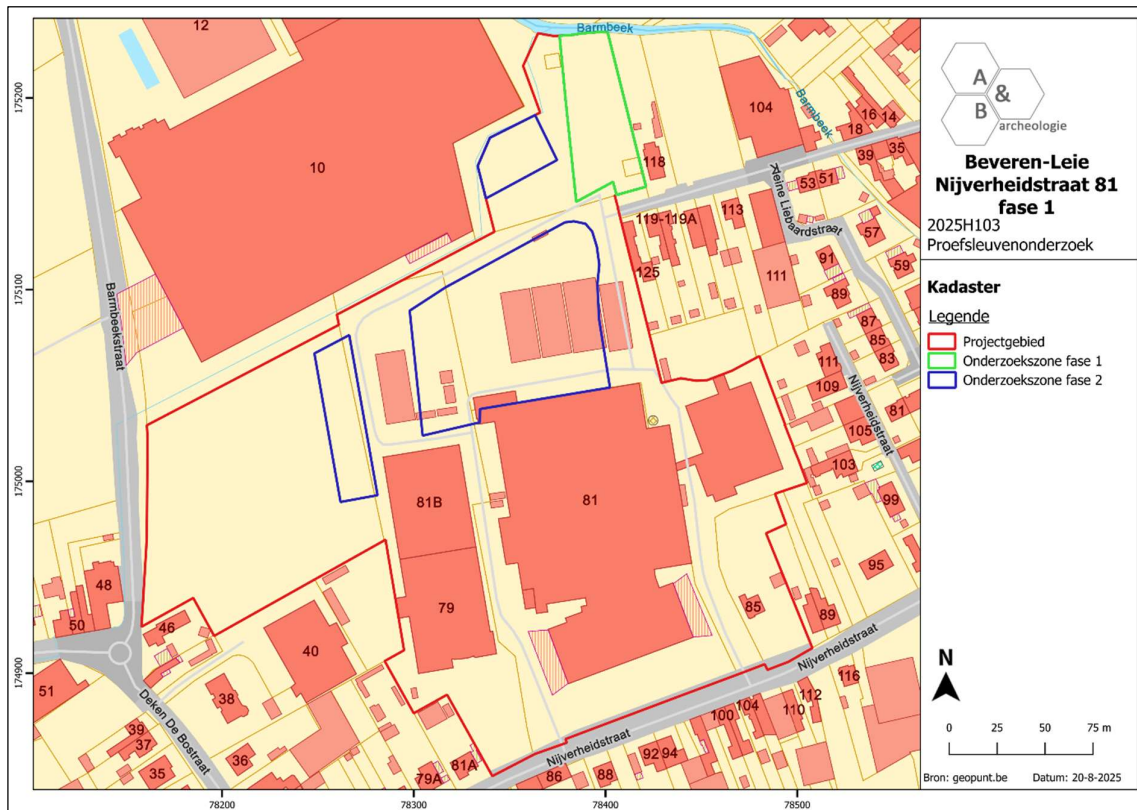 12
Barmbeek
175200
10
104
Barmbeek
16
14
18
39
35
118
53
51
Kleine Liebaardstraat
119-119A
113
57
125
111
91
59
89
175100
Barmbeekstraat
87
85
83
111
109
Nijverheidstraat
81
105
103
99
175000
81B
81
95
48
50
79
85
89
46
40
Nijverheidstraat
174900
51
38
116
112
104
110
100
Deken De Bostraat
39
37
36
35
Nijverheidstraat
92
94
81A
79A
86
88
78200
78300
78400
78500
A
&
B
archeologie
Beveren-Leie
Nijverheidstraat 81
fase 1
2025H103
Proefsleuvenonderzoek
Kadaster
Legende
Projectgebied
Onderzoekszone fase 1
Onderzoekszone fase 2
N
0 25 50 75 m
Bron: geopunt.be Datum: 20-8-2025